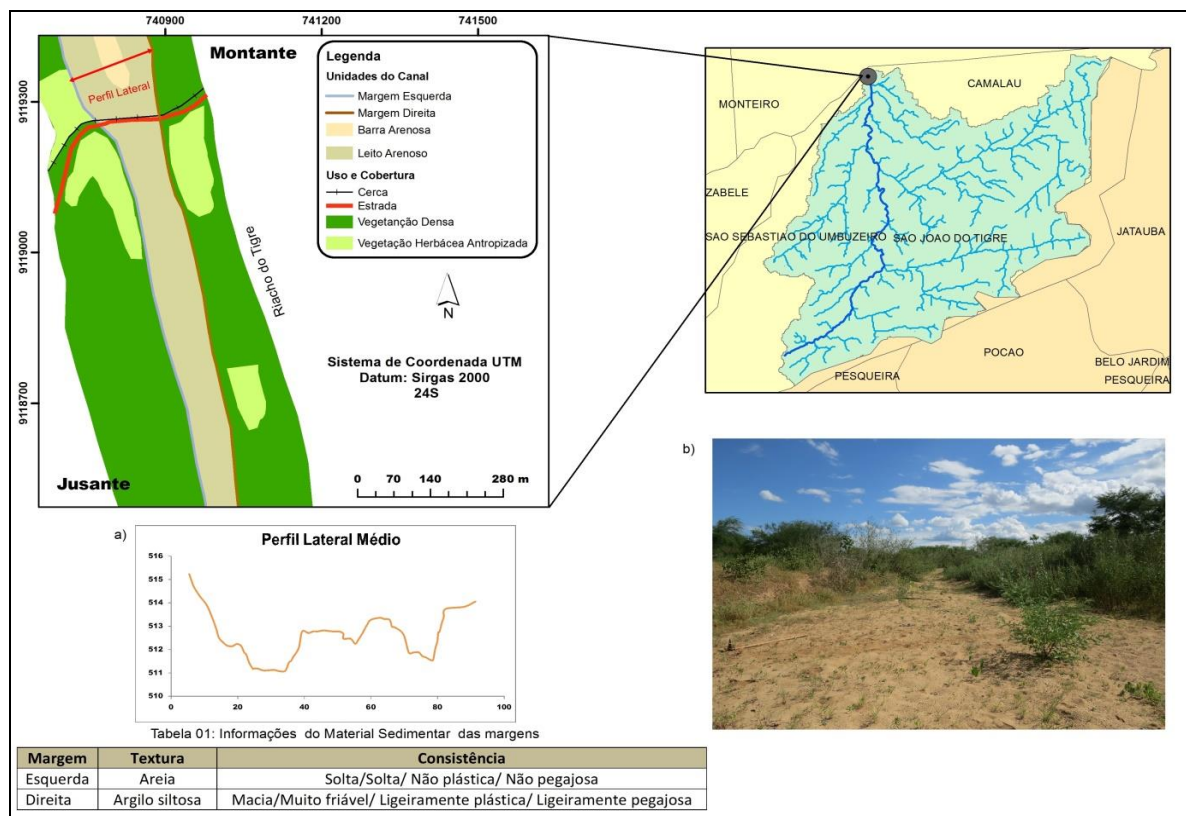 740900 741200 741500
9119300
9119000
9118700
Montante
Perfil Lateral
Riacho do Tigre
Jusante
Legenda
Unidades do Canal
Margem Esquerda
Margem Direita
Barra Arenosa
Leito Arenoso
Uso e Cobertura
Cerca
Estrada
Vegetanção Densa
Vegetação Herbácea Antropizada
N
Sistema de Coordenada UTM
Datum: Sirgas 2000
24S
0 70 140 280 m
CAMALAU
MONTEIRO
ZABELE
SAO SEBASTIAO DO UMBUZEIRO
SAO JOAO DO TIGRE
JATAUBA
POCAO
BELO JARDIM
PESQUEIRA
PESQUEIRA
a)
Perfil Lateral Médio
516
515
514
513
512
511
510
0 20 40 60 80 100
b)
Tabela 01: Informações do Material Sedimentar das margens
Margem Textura Consistência
Esquerda Areia Solta/Solta/ Não plástica/ Não pegajosa
Direita Argilo siltosa Macia/Muito friável/ Ligeiramente plástica/ Ligeiramente pegajosa